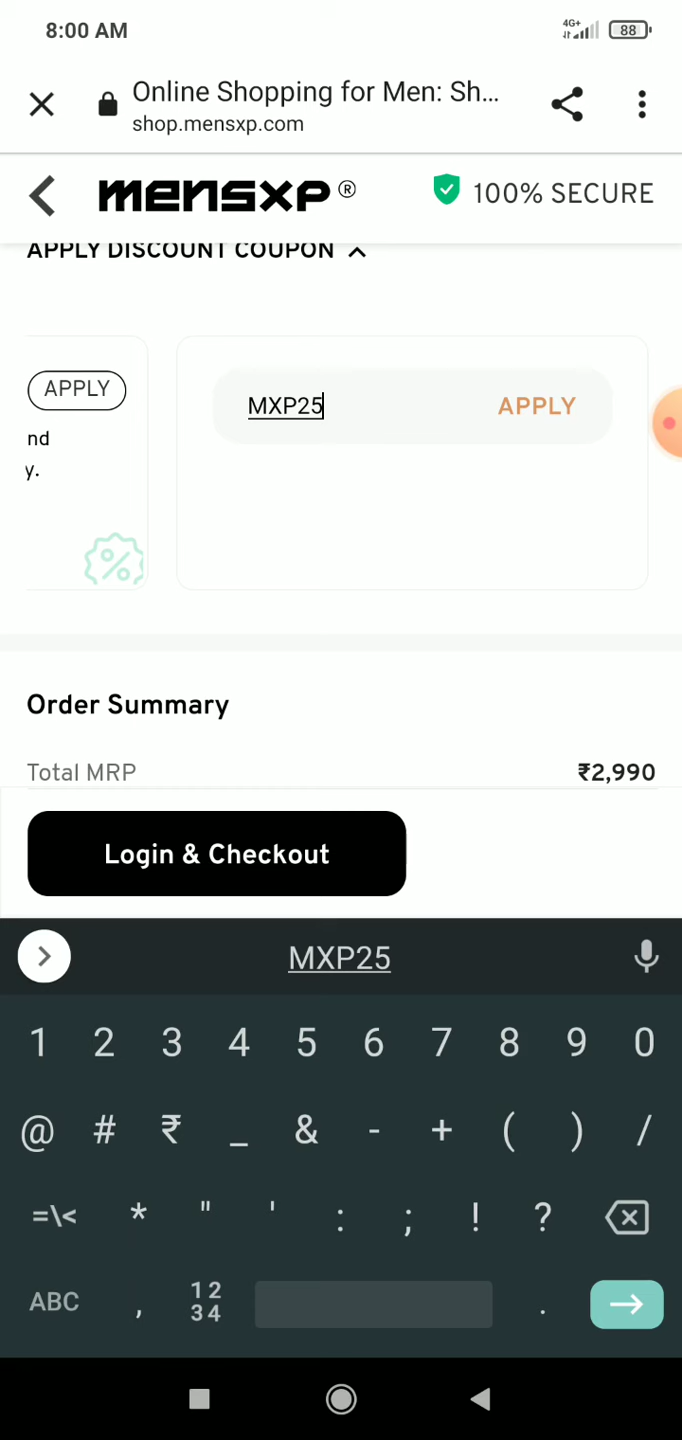 8:00 AM
4G+
88
Online Shopping for Men: Sh...
shop.mensxp.com
mensxp® 100% SECURE
APPLY DISCOUNT COUPON
APPLY
nd
y.
MXP25 APPLY
Order Summary
Total MRP ₹2,990
Login & Checkout
MXP25
1 2 3 4 5 6 7 8 9 0
@ # ₹ _ & - + ( ) /
=\< * " ' : ; ! ?
ABC , 12 .
34